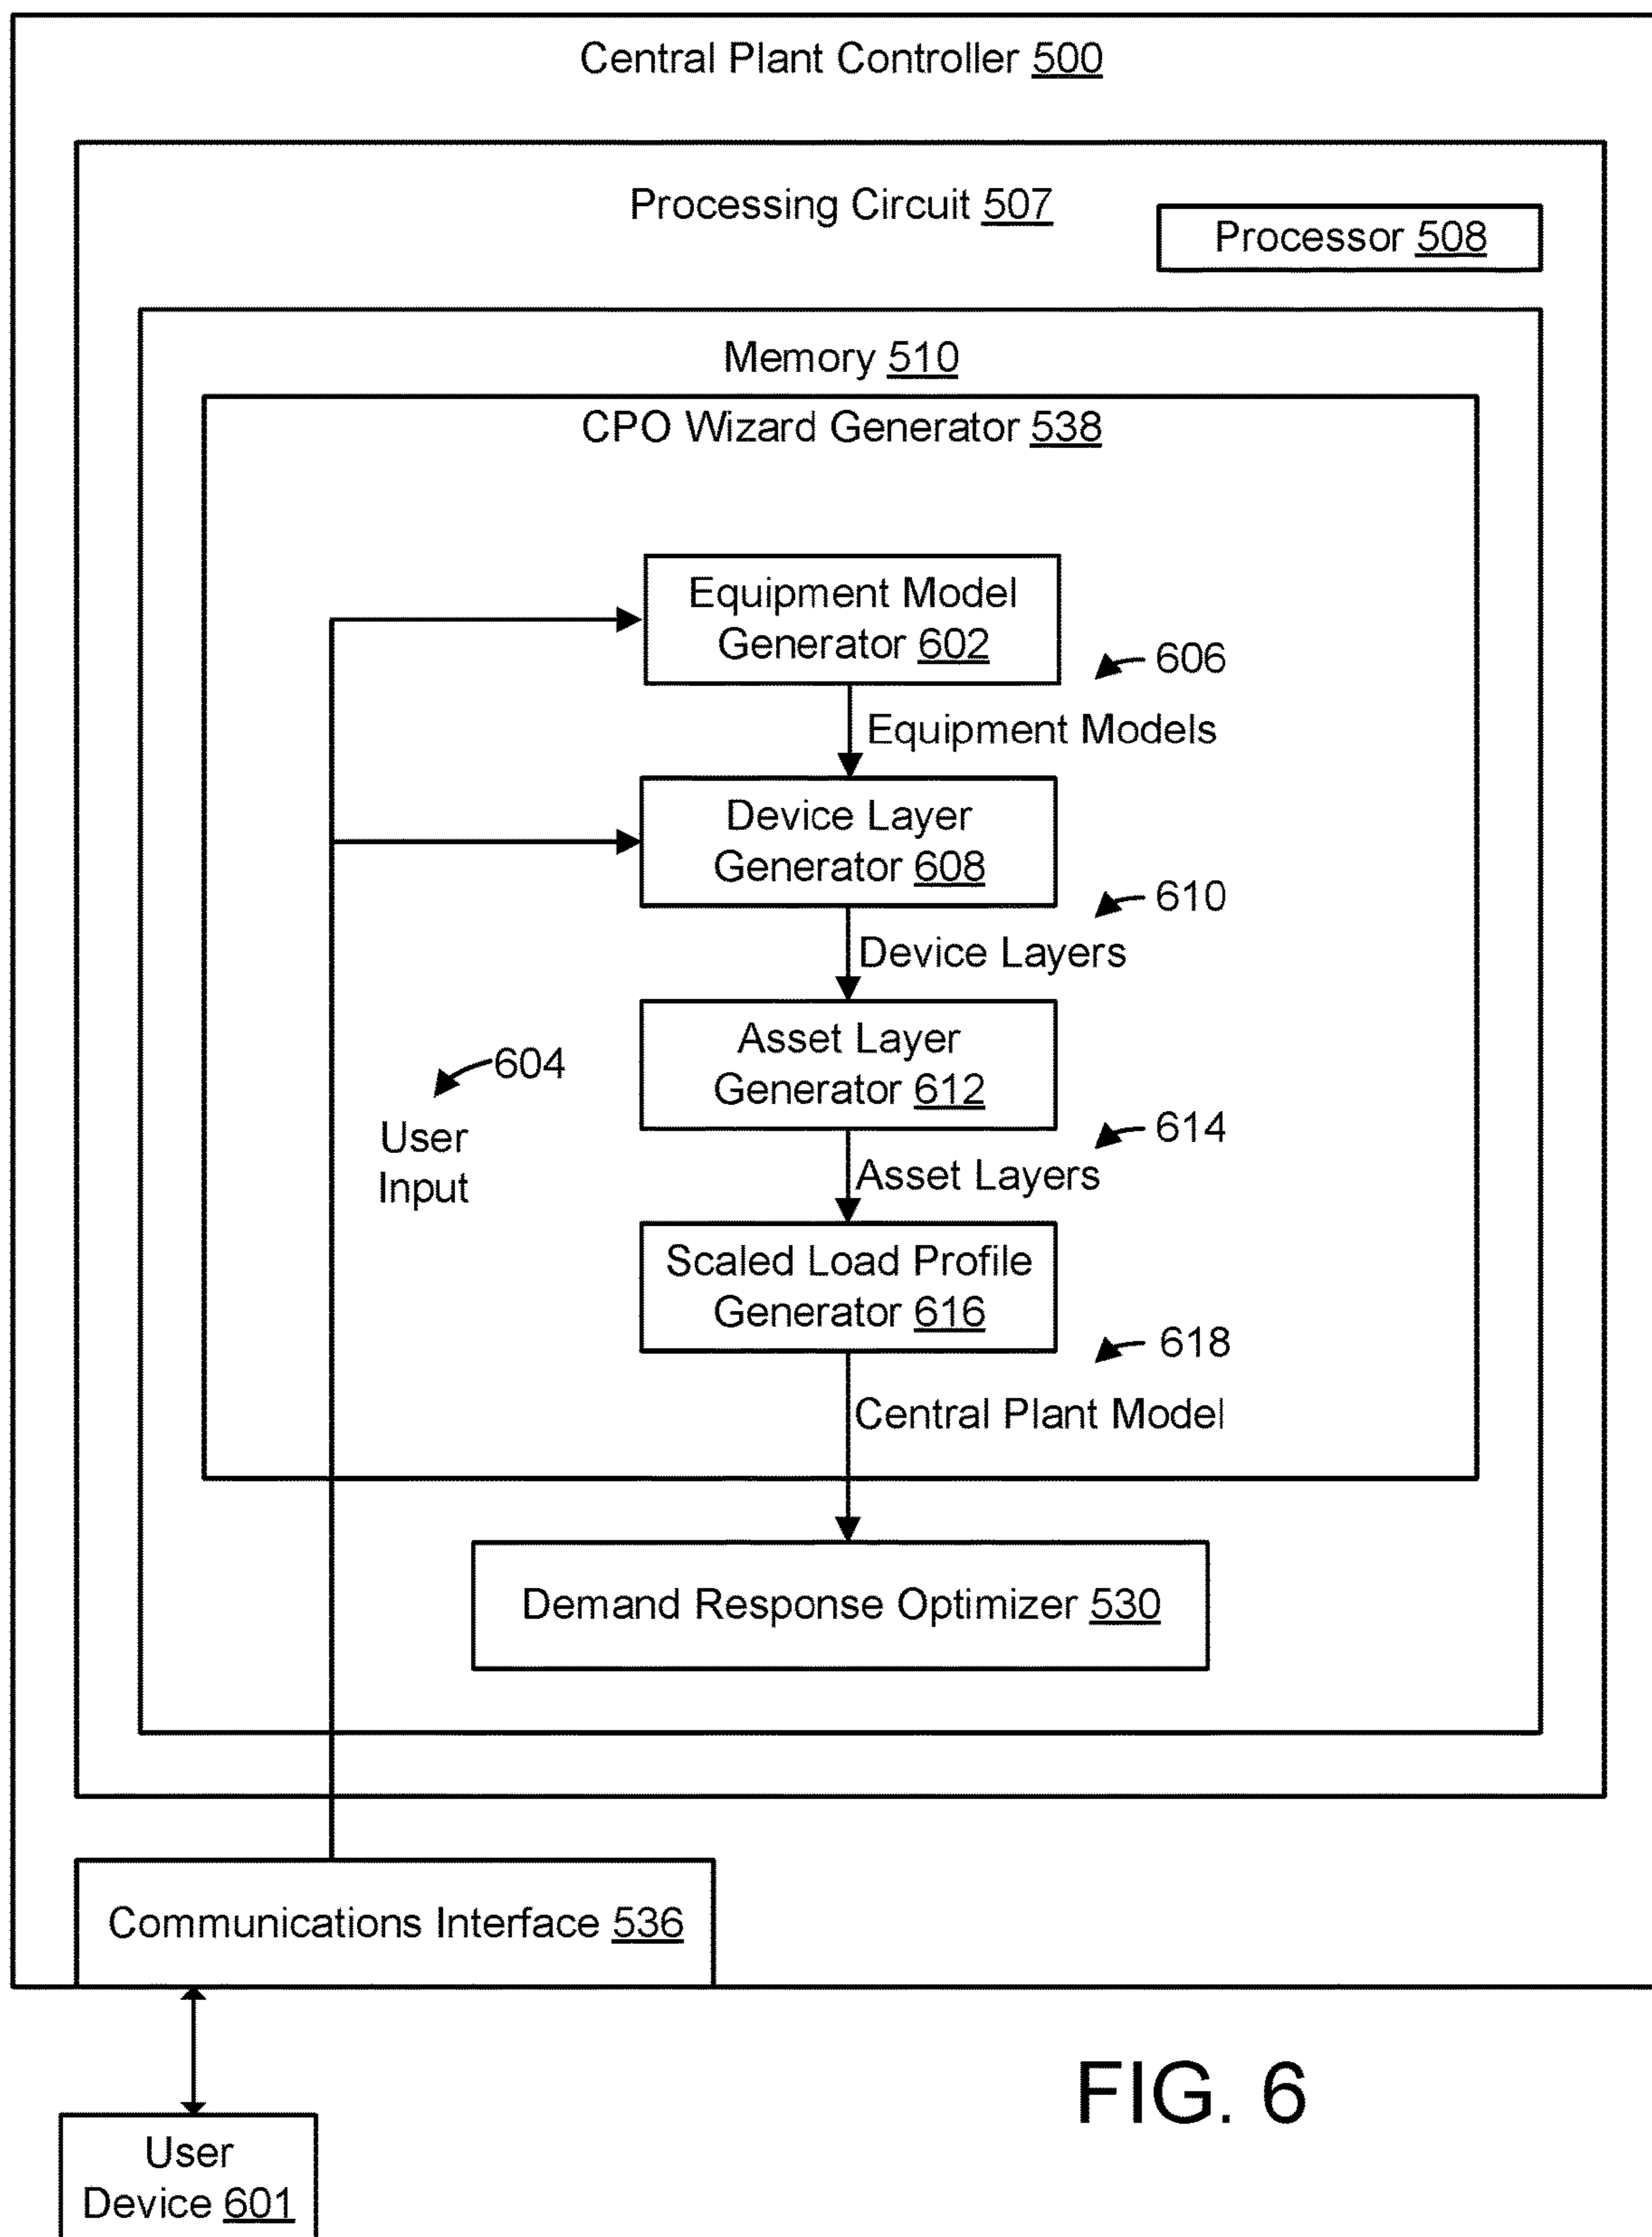 Central Plant Controller 500
Processing Circuit 507
Processor 508
Memory 510
CPO Wizard Generator 538
Equipment Model
Generator 602
606
Equipment Models
Device Layer
Generator 608
610
Device Layers
Asset Layer
Generator 612
604
User
Input
614
Asset Layers
Scaled Load Profile
Generator 616
618
Central Plant Model
Demand Response Optimizer 530
Communications Interface 536
FIG. 6
User
Device 601